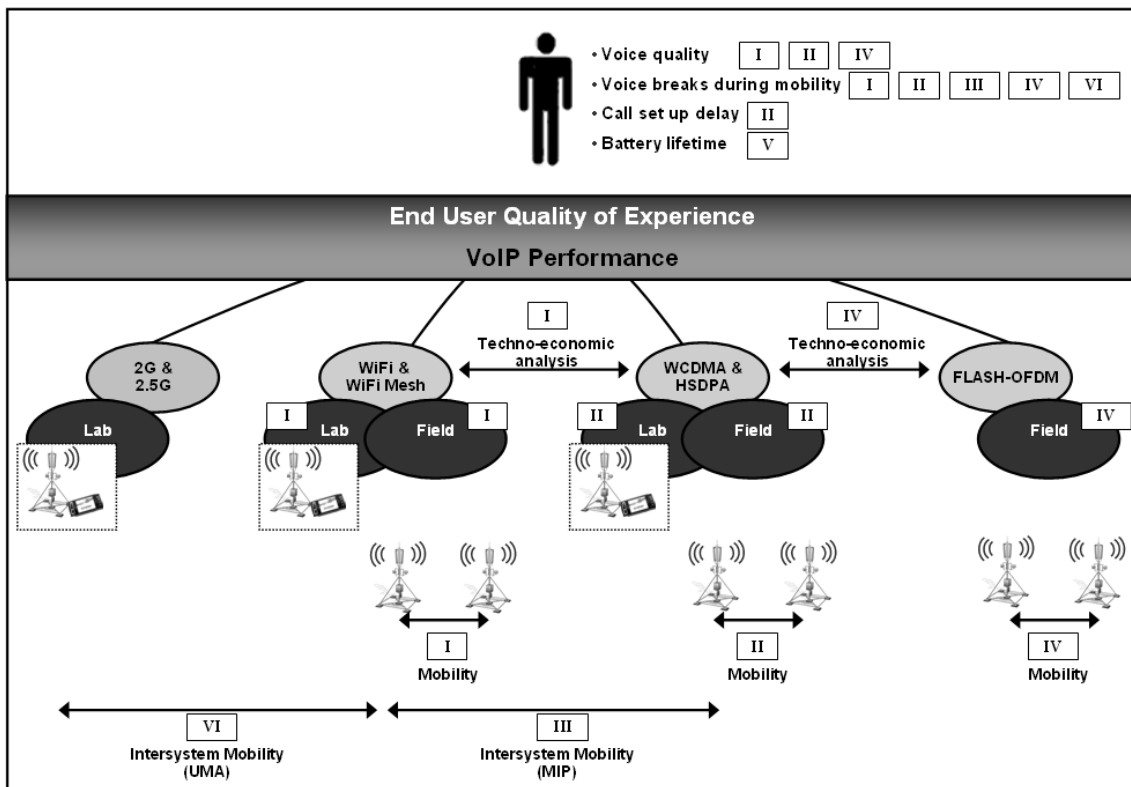 • Voice quality I II IV
• Voice breaks during mobility I II III IV VI
• Call set up delay II
• Battery lifetime V
End User Quality of Experience
VoIP Performance
I
Techno-economic
analysis
IV
Techno-economic
analysis
2G &
2.5G
WiFi &
WiFi Mesh
WCDMA &
HSDPA
FLASH-OFDM
Lab
I Lab
Field I
II Lab
Field II
Field IV
I
Mobility
II
Mobility
IV
Mobility
VI
Intersystem Mobility
(UMA)
III
Intersystem Mobility
(MIP)